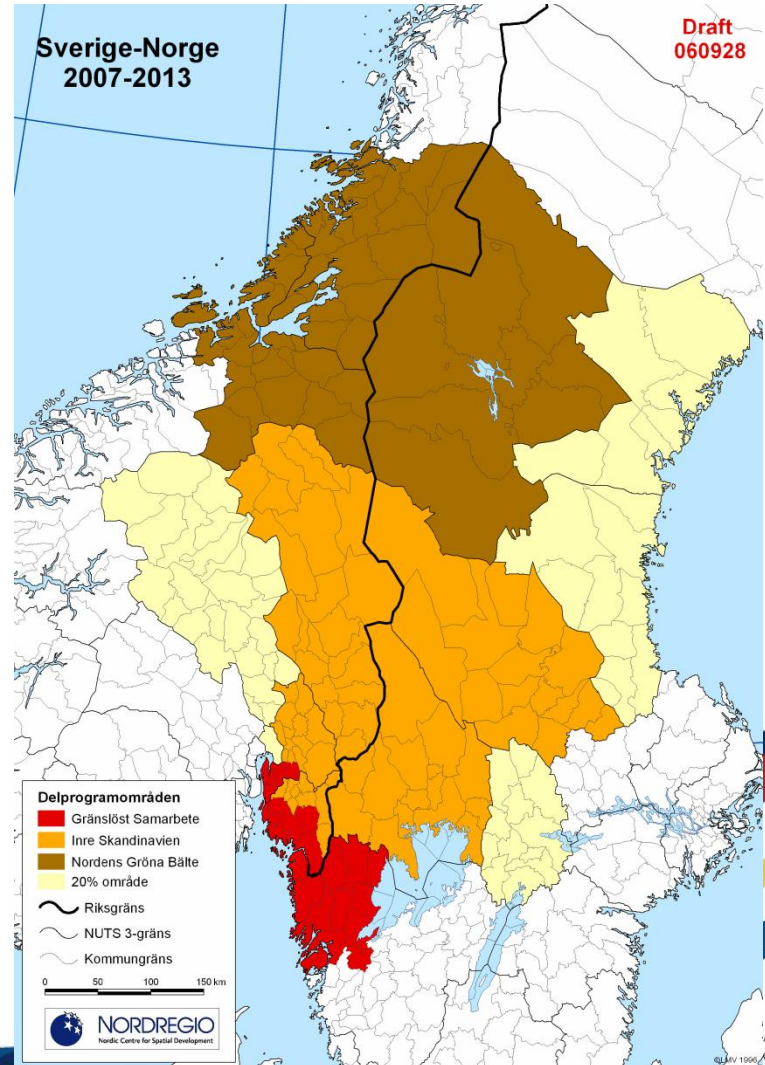 Sverige-Norge
2007-2013
Draft
060928
Delprogramområden
Gränslöst Samarbete
Inre Skandinavien
Nordens Gröna Bälte
20% område
Riksgräns
NUTS 3-gräns
Kommungräns
0 50 100 150 km
NORDREGIO
Nordic Centre for Spatial Development
©LMV 1996